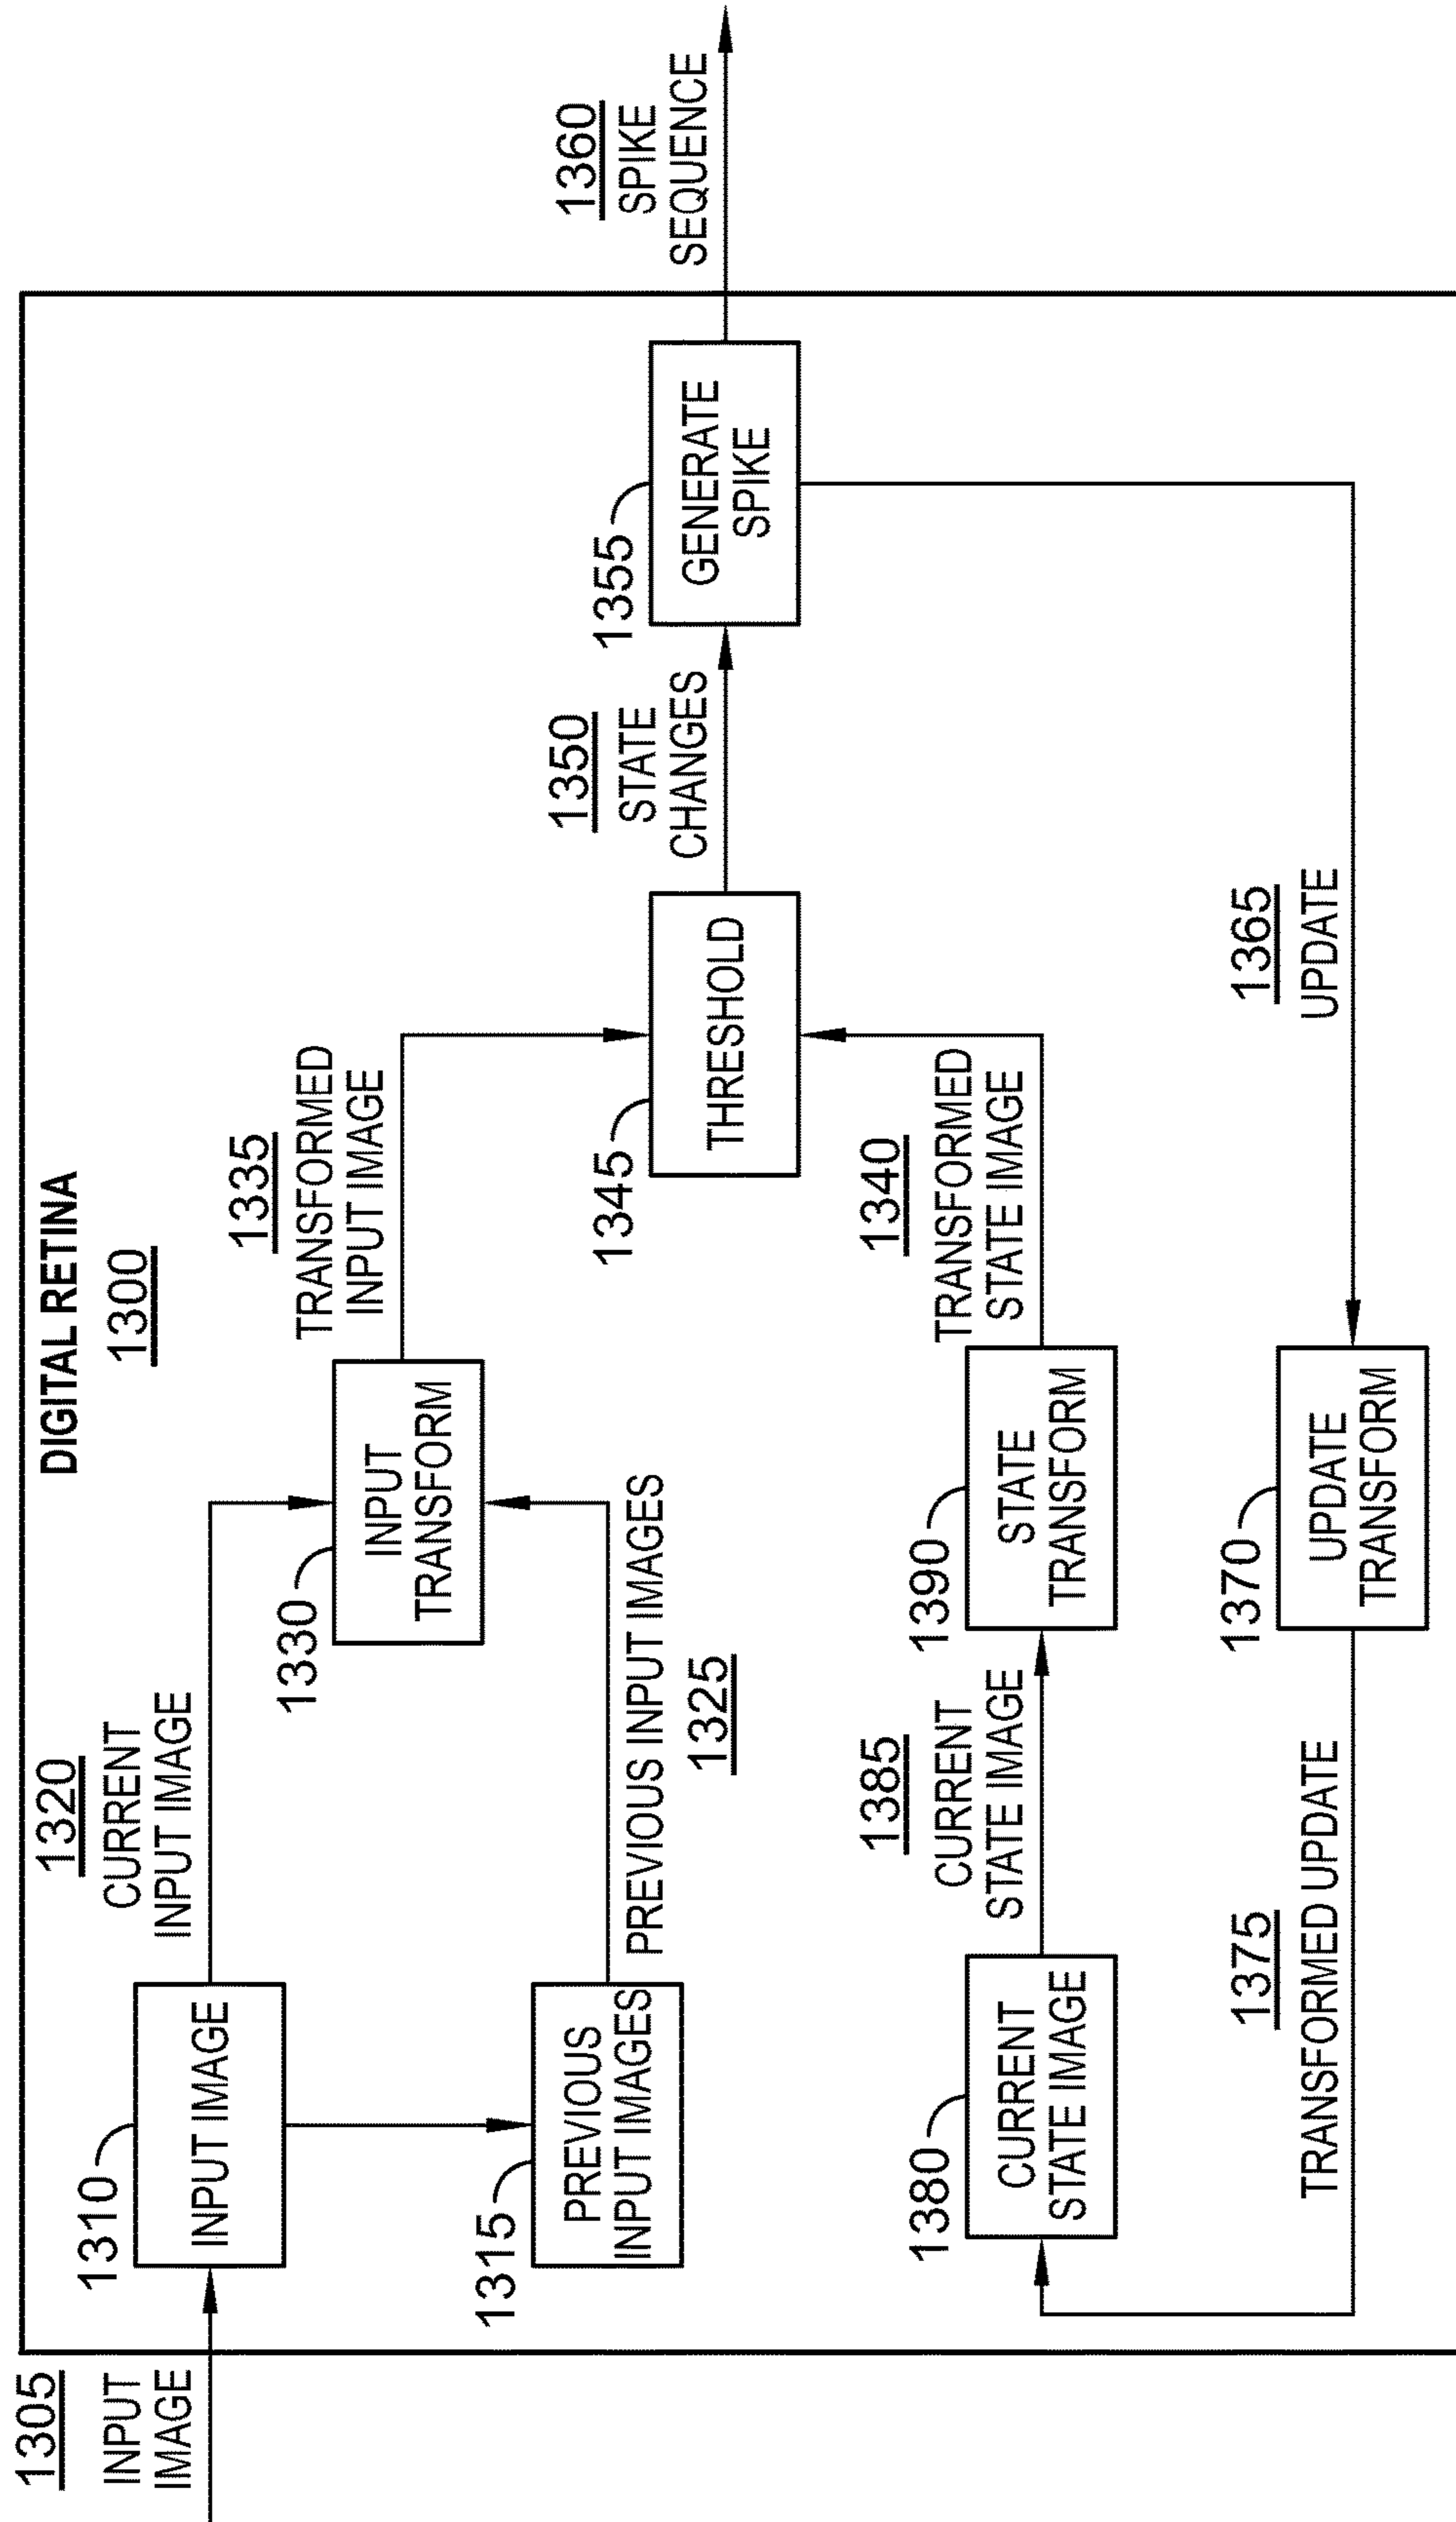 DIGITAL RETINA
1300
1305
INPUT
IMAGE
1310
INPUT IMAGE
1315
PREVIOUS
INPUT IMAGES
1320
CURRENT
INPUT IMAGE
PREVIOUS INPUT IMAGES
1325
1330
INPUT
TRANSFORM
1335
TRANSFORMED
INPUT IMAGE
1345
THRESHOLD
1340
TRANSFORMED
STATE IMAGE
1350
STATE
CHANGES
1355
GENERATE
SPIKE
1360
SPIKE
SEQUENCE
1365
UPDATE
1370
UPDATE
TRANSFORM
1375
TRANSFORMED UPDATE
1380
CURRENT
STATE IMAGE
1385
CURRENT
STATE IMAGE
1390
STATE
TRANSFORM